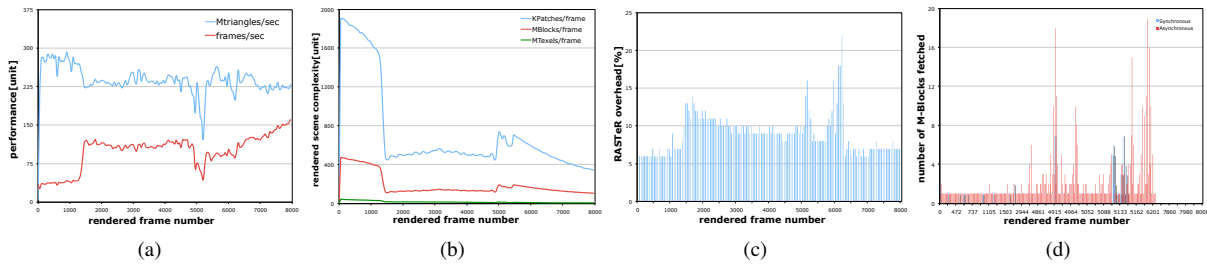 performance[unit]
375
300
225
150
75
0
Mtriangles/sec
frames/sec
0 1000 2000 3000 4000 5000 6000 7000 8000
rendered frame number
(a)
rendered scene complxity[unit]
2000
1600
1200
800
400
0
KPatches/frame
MBlocks/frame
MTexels/frame
0 1000 2000 3000 4000 5000 6000 7000 8000
rendered frame number
(b)
RASTeR overhead[%]
25%
20%
15%
10%
5%
0%
0 1000 2000 3000 4000 5000 6000 7000 8000
rendered frame number
(c)
number of M-Blocks fetched
20
16
12
8
4
0
Synchronous
Asynchronous
0 472 737 1105 1503 2944 4861 4915 4964 5052 5088 5113 5162 6201 7860 7980 8000
rendered frame number
(d)